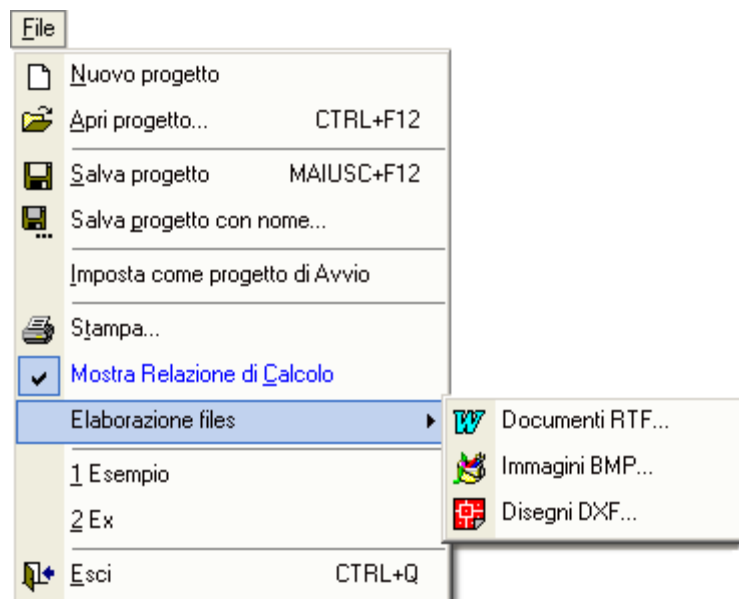 File
Nuovo progetto
Apri progetto... CTRL+F12
Salva progetto MAIUSC+F12
Salva progetto con nome...
Imposta come progetto di Avvio
Stampa...
Mostra Relazione di Calcolo
Elaborazione files
Documenti RTF...
Immagini BMP...
Disegni DXF...
1 Esempio
2 Ex
Esci CTRL+Q